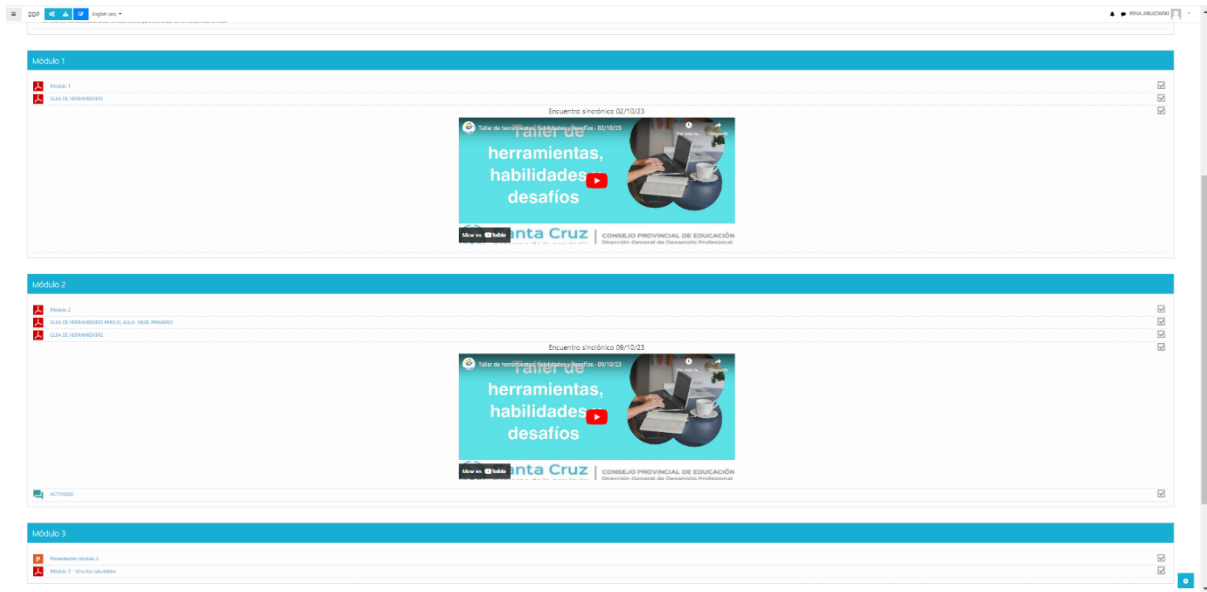 DDP English (en)
IRINA JABLKOWSKI
Módulo 1
Módulo 1
GUIA DE HERRAMIENTAS
Encuentro sincrónico 02/10/23
Taller de herramientas, habilidades y desafíos - 02/10/23
Taller de
herramientas,
habilidades y
desafíos
Mirar en YouTube
anta Cruz
CONSEJO PROVINCIAL DE EDUCACIÓN
Dirección General de Desarrollo Profesional
Módulo 2
Módulo 2
GUIA DE HERRAMIENTAS PARA EL AULA- NIVEL PRIMARIO
GUIA DE HERRAMIENTAS
Encuentro sincrónico 09/10/23
Taller de herramientas, habilidades y desafíos - 09/10/23
Taller de
herramientas,
habilidades y
desafíos
Mirar en YouTube
anta Cruz
CONSEJO PROVINCIAL DE EDUCACIÓN
Dirección General de Desarrollo Profesional
ACTIVIDAD
Módulo 3
Presentación modulo 3
Módulo 3 - Vínculos saludables